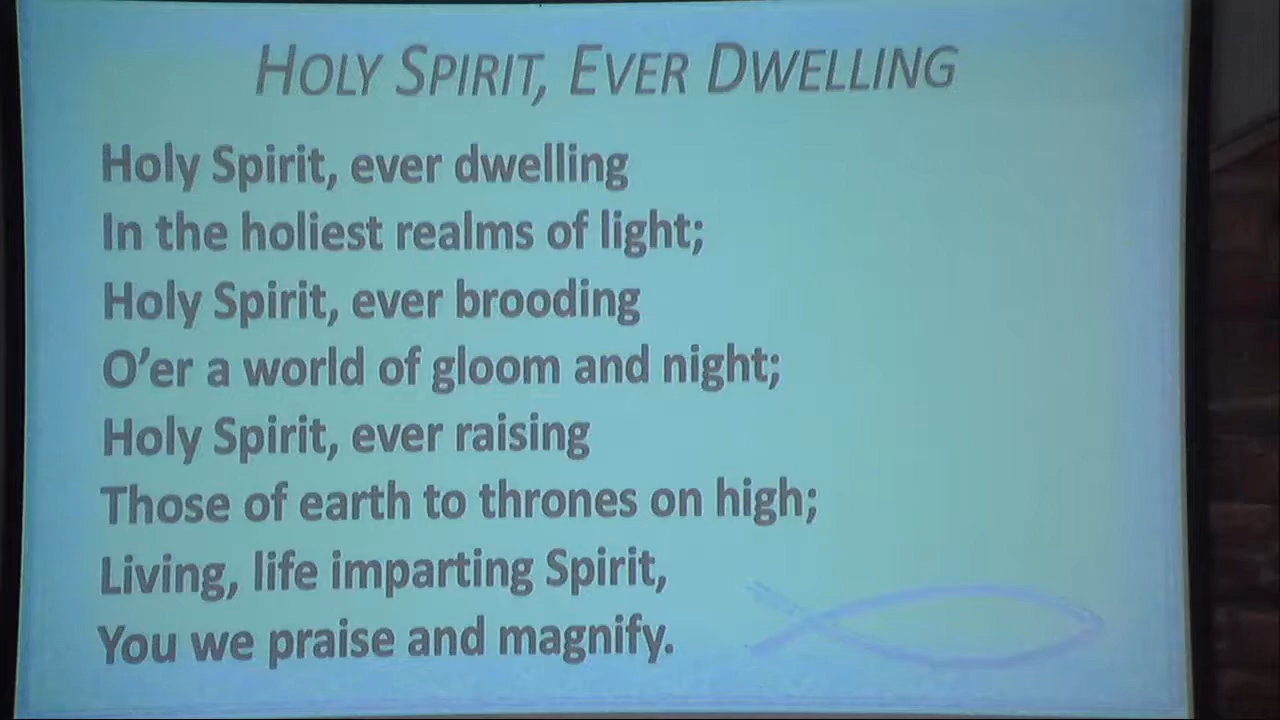 HOLY SPIRIT, EVER DWELLING
Holy Spirit, ever dwelling
In the holiest realms of light;
Holy Spirit, ever brooding
O’er a world of gloom and night;
Holy Spirit, ever raising
Those of earth to thrones on high;
Living, life imparting Spirit,
You we praise and magnify.